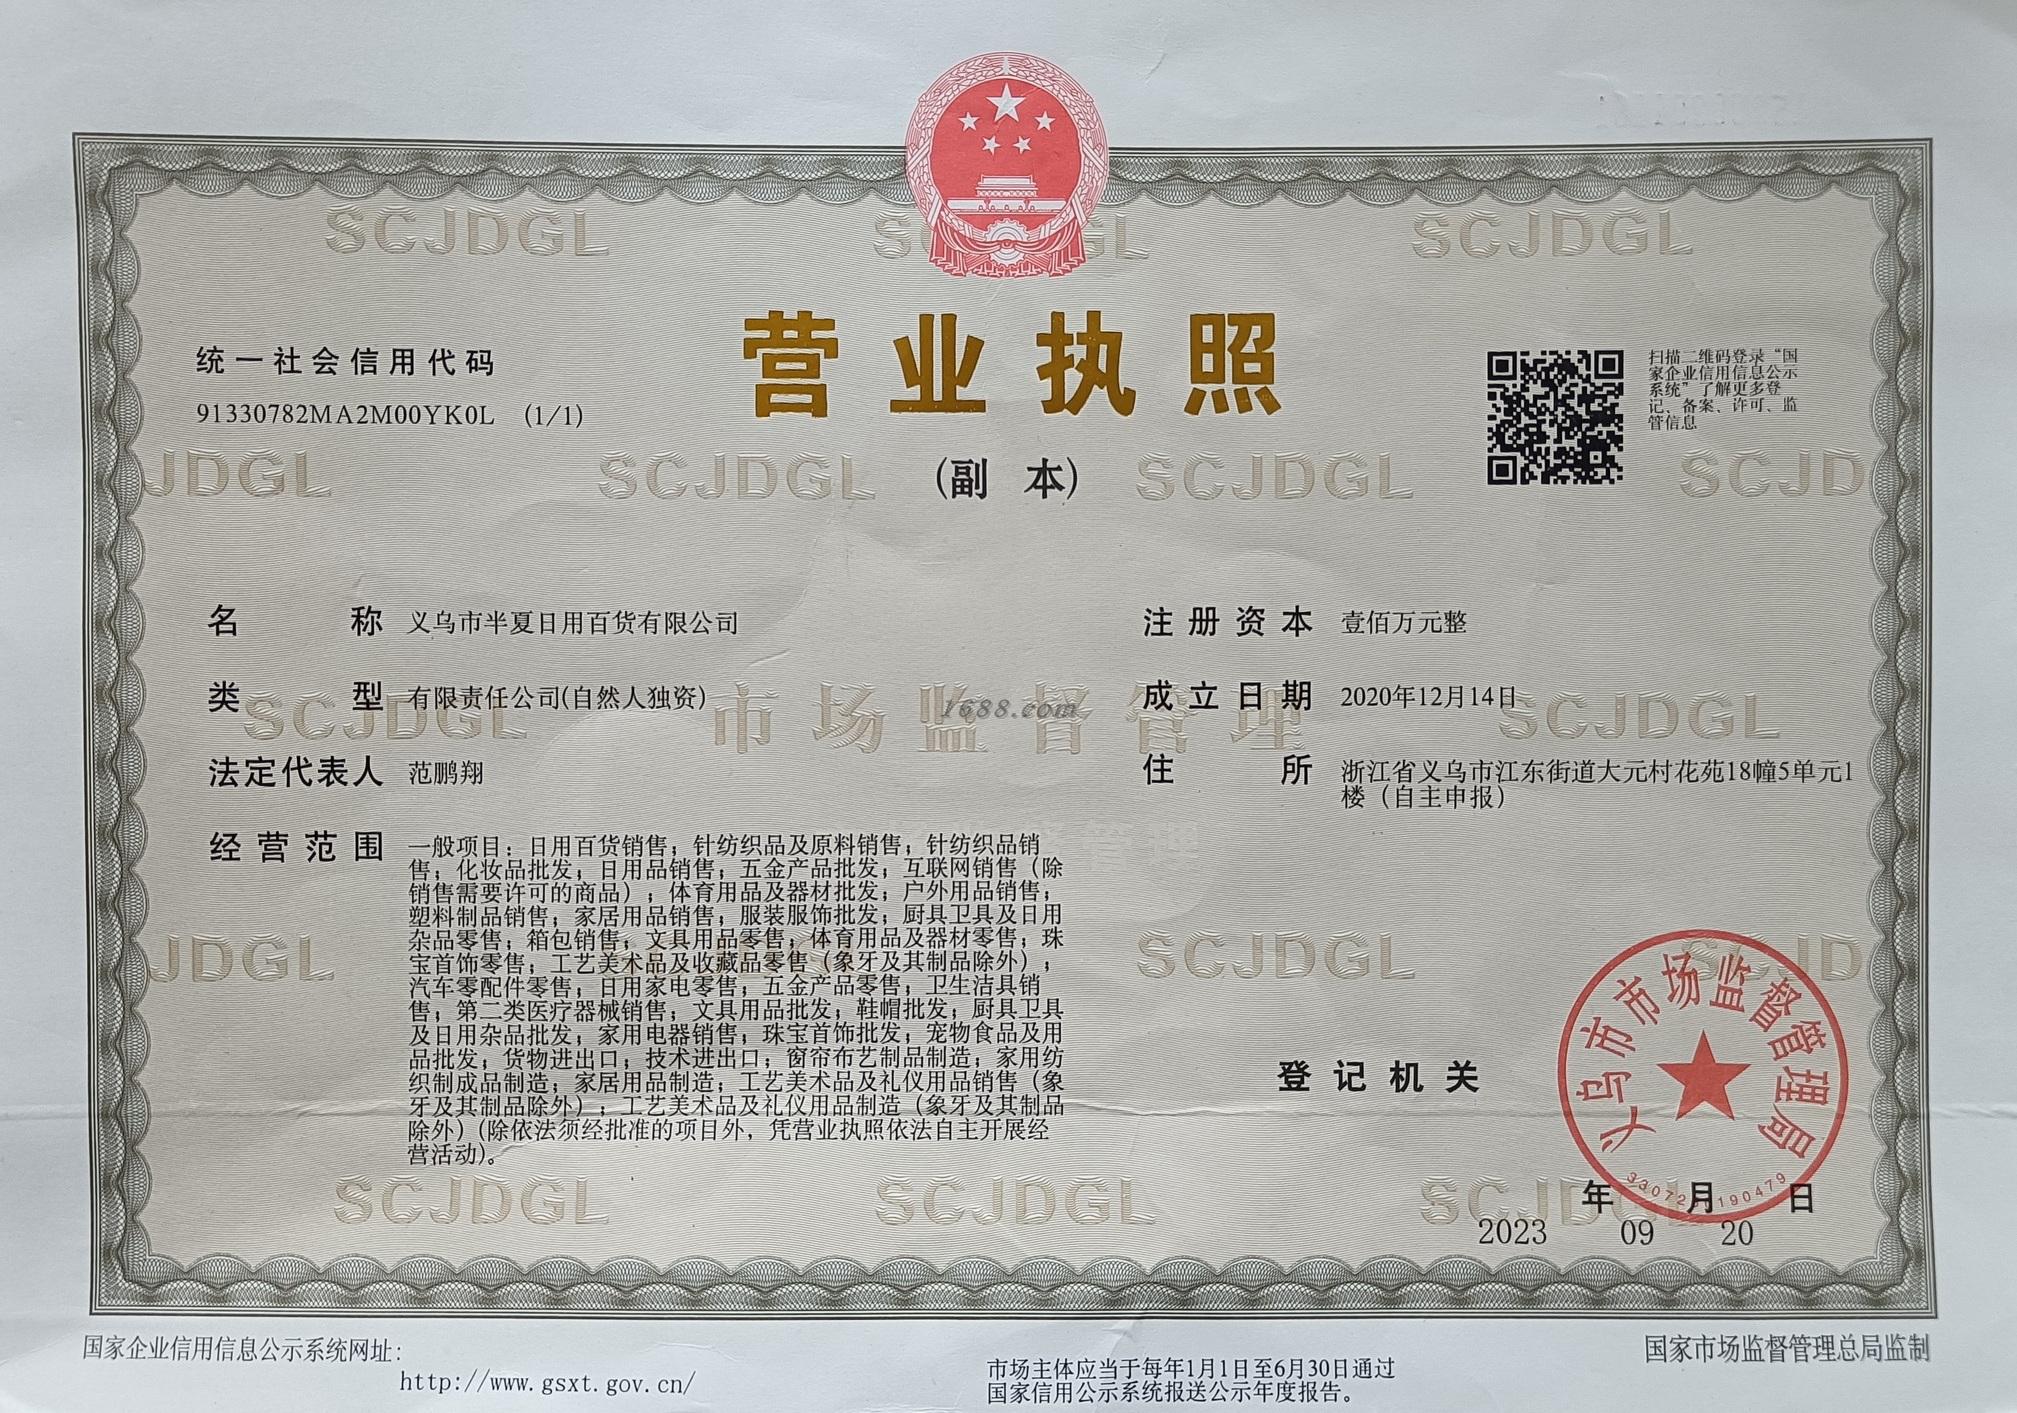 营业执照
(副 本)
统一社会信用代码
91330782MA2M00YK0L (1/1)
扫描二维码登录“国
家企业信用信息公示
系统”了解更多登
记、备案、许可、监
管信息
名 称 义乌市半夏日用百货有限公司
类 型 有限责任公司(自然人独资)
法定代表人 范鹏翔
经营范围 一般项目：日用百货销售；针纺织品及原料销售；针纺织品销
售；化妆品批发；日用品销售；五金产品批发；互联网销售（除
销售需要许可的商品）；体育用品及器材批发；户外用品销售；
塑料制品销售；家居用品销售；服装服饰批发；厨具卫具及日用
杂品零售；箱包销售；文具用品零售；体育用品及器材零售；珠
宝首饰零售；工艺美术品及收藏品零售（象牙及其制品除外）；
汽车零配件零售；日用家电零售；五金产品零售；卫生洁具销
售；第二类医疗器械销售；文具用品批发；鞋帽批发；厨具卫具
及日用杂品批发；家用电器销售；珠宝首饰批发；宠物食品及用
品批发；货物进出口；技术进出口；窗帘布艺制品制造；家用纺
织制成品制造；家居用品制造；工艺美术品及礼仪用品销售（象
牙及其制品除外）；工艺美术品及礼仪用品制造（象牙及其制品
除外）(除依法须经批准的项目外，凭营业执照依法自主开展经
营活动)。
注册资本 壹佰万元整
成立日期 2020年12月14日
住 所 浙江省义乌市江东街道大元村花苑18幢5单元1
楼（自主申报）
1688.com
市场监督管理
SCJDGL
登记机关
义乌市市场监督管理局
年 月 日
2023 09 20
国家企业信用信息公示系统网址：
http://www.gsxt.gov.cn/
市场主体应当于每年1月1日至6月30日通过
国家信用公示系统报送公示年度报告。
国家市场监督管理总局监制